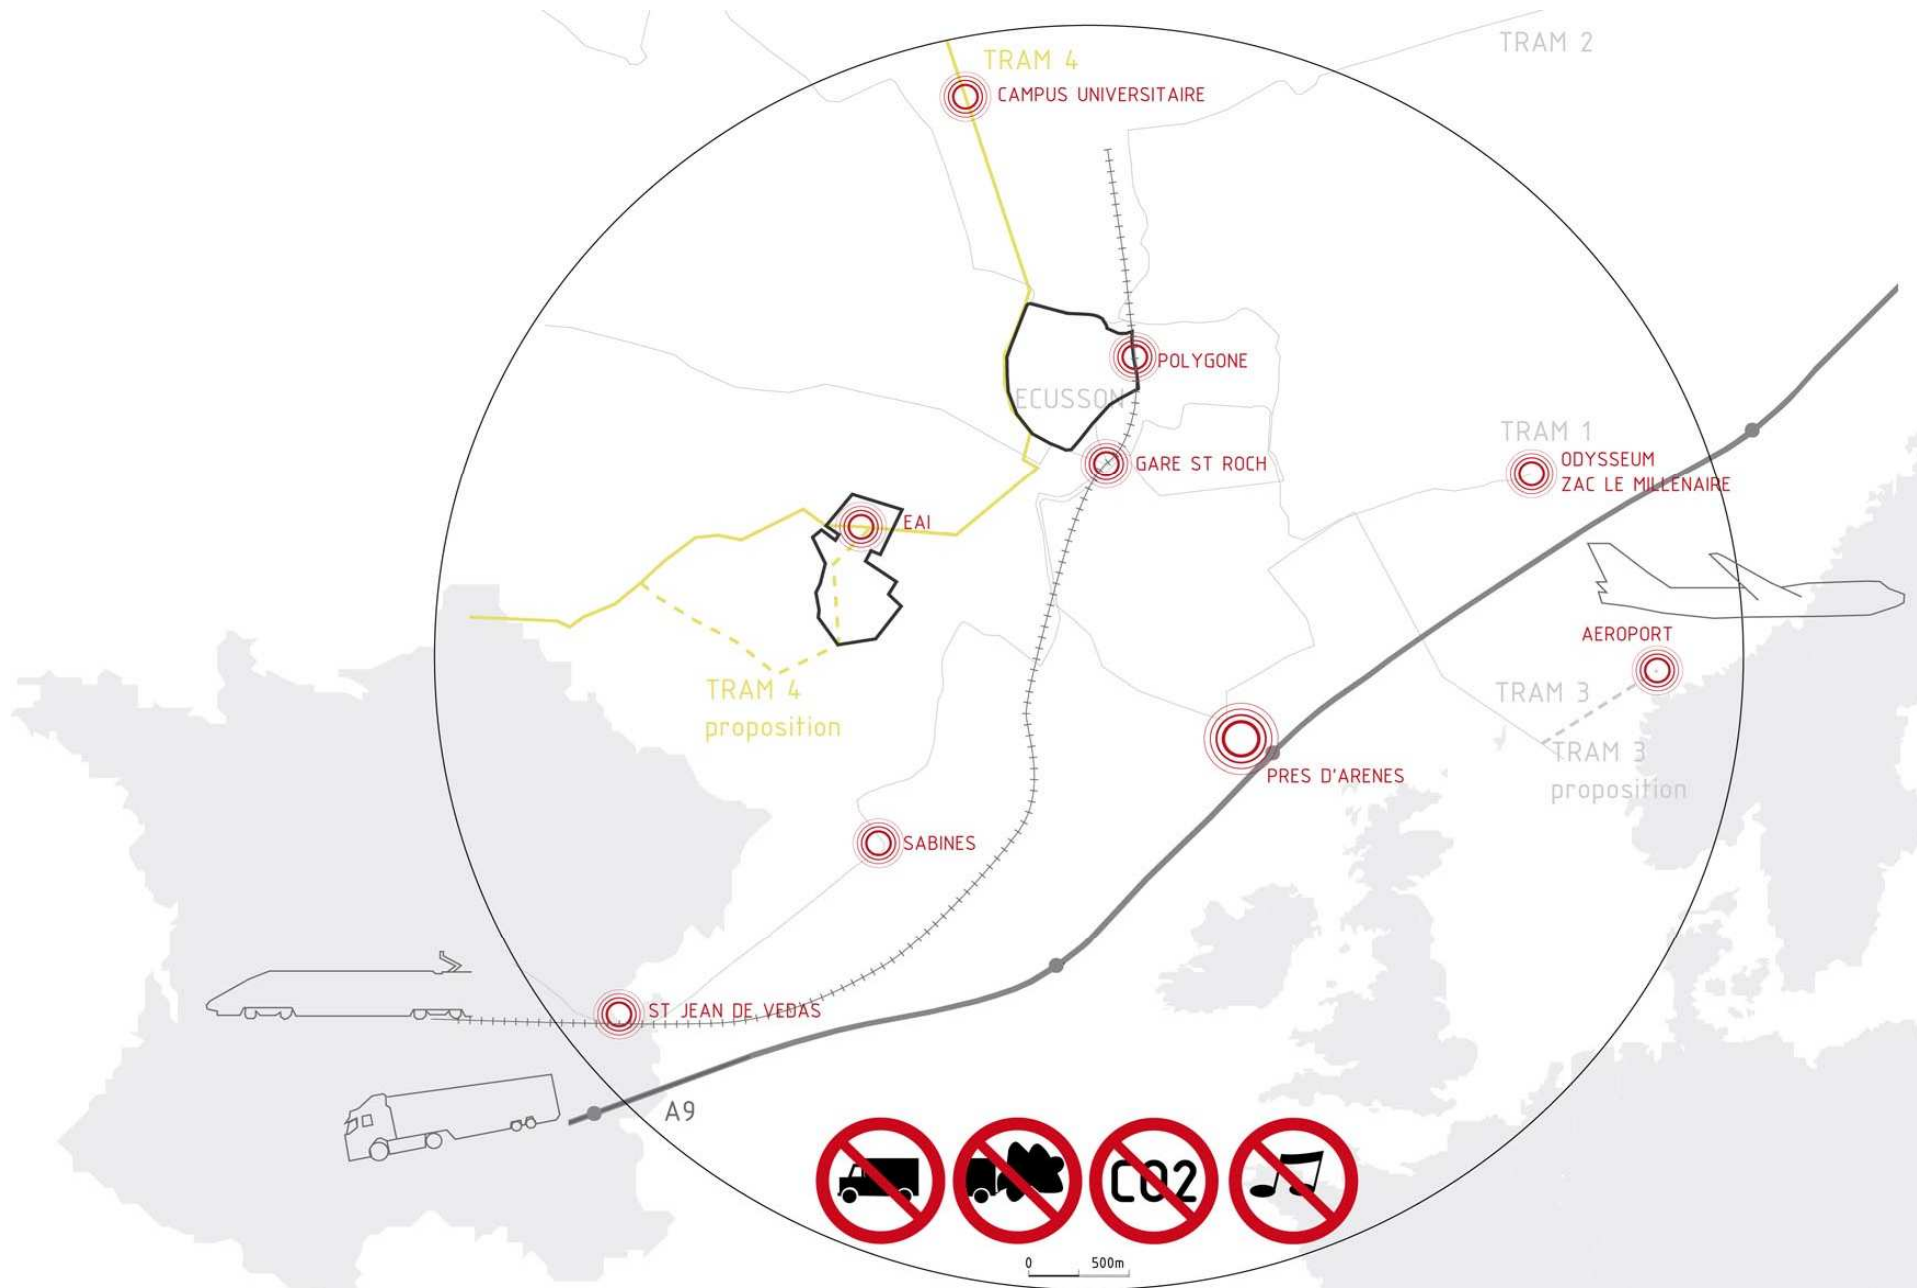 TRAM 2
TRAM 4
CAMPUS UNIVERSITAIRE
POLYGONE
ECUSSON
TRAM 1
GARE ST ROCH
ODYSSEUM
ZAC LE MILLENAIRE
EAI
AEROPORT
TRAM 4
proposition
TRAM 3
TRAM 3
proposition
PRES D'ARENES
SABINES
ST JEAN DE VEDAS
A9
CO2
0 500m